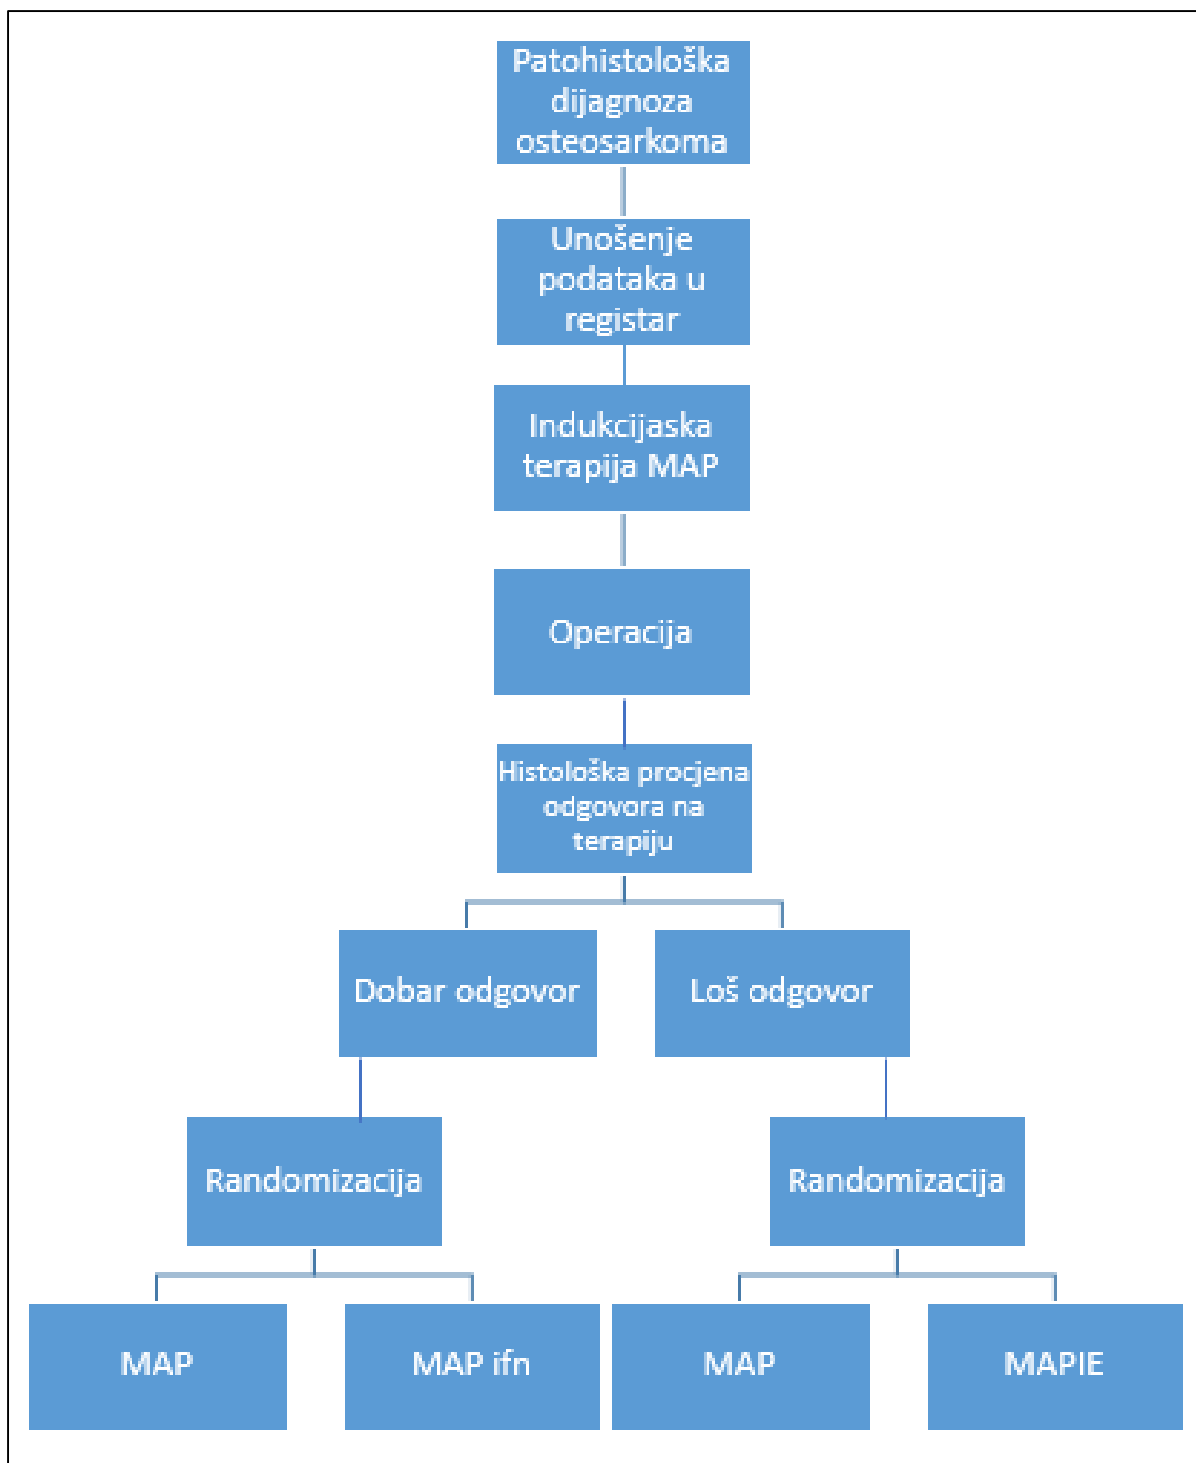 Patohistološka
dijagnoza
osteosarkoma
Unošenje
podataka u
registar
Indukcijaska
terapija MAP
Operacija
Histološka procjena
odgovora na
terapiju
Dobar odgovor
Loš odgovor
Randomizacija
Randomizacija
MAP
MAP ifn
MAP
MAPIE